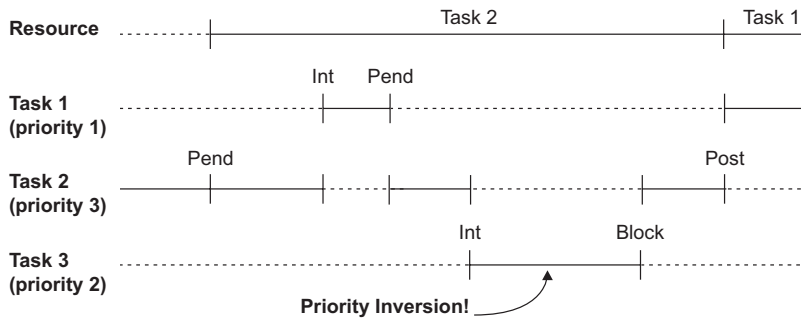 Resource
Task 2
Task 1
Int
Pend
Task 1
(priority 1)
Pend
Post
Task 2
(priority 3)
Int
Block
Task 3
(priority 2)
Priority Inversion!